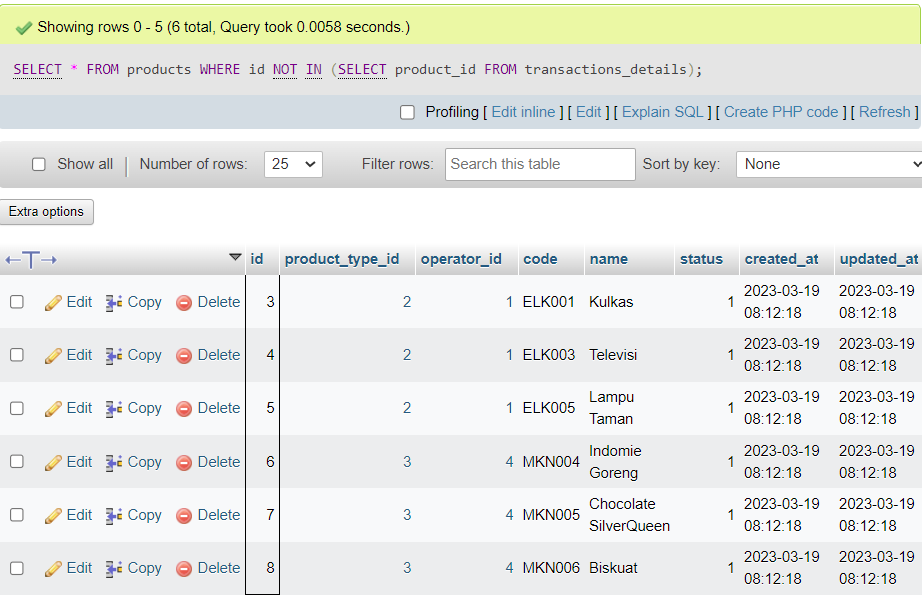 Showing rows 0 - 5 (6 total, Query took 0.0058 seconds.)
SELECT * FROM products WHERE id NOT IN (SELECT product_id FROM transactions_details);
Profiling [ Edit inline ] [ Edit ] [ Explain SQL ] [ Create PHP code ] [ Refresh ]
Show all | Number of rows: 25 Filter rows: Search this table Sort by key: None
Extra options
←T→ id product_type_id operator_id code name status created_at updated_at
Edit Copy Delete 3 2 1 ELK001 Kulkas 1 2023-03-19 08:12:18 2023-03-19 08:12:18
Edit Copy Delete 4 2 1 ELK003 Televisi 1 2023-03-19 08:12:18 2023-03-19 08:12:18
Edit Copy Delete 5 2 1 ELK005 Lampu Taman 1 2023-03-19 08:12:18 2023-03-19 08:12:18
Edit Copy Delete 6 3 4 MKN004 Indomie Goreng 1 2023-03-19 08:12:18 2023-03-19 08:12:18
Edit Copy Delete 7 3 4 MKN005 Chocolate SilverQueen 1 2023-03-19 08:12:18 2023-03-19 08:12:18
Edit Copy Delete 8 3 4 MKN006 Biskuat 1 2023-03-19 08:12:18 2023-03-19 08:12:18